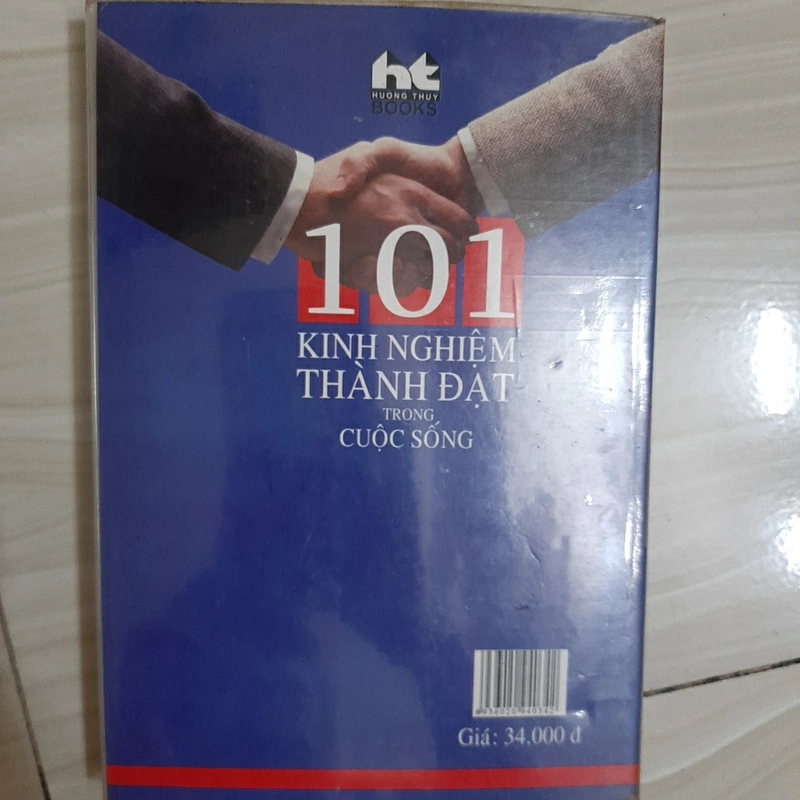 ht
HUONG THUY
BOOKS
101
KINH NGHIỆM
THÀNH ĐẠT
TRONG
CUỘC SỐNG
Giá: 34.000 đ